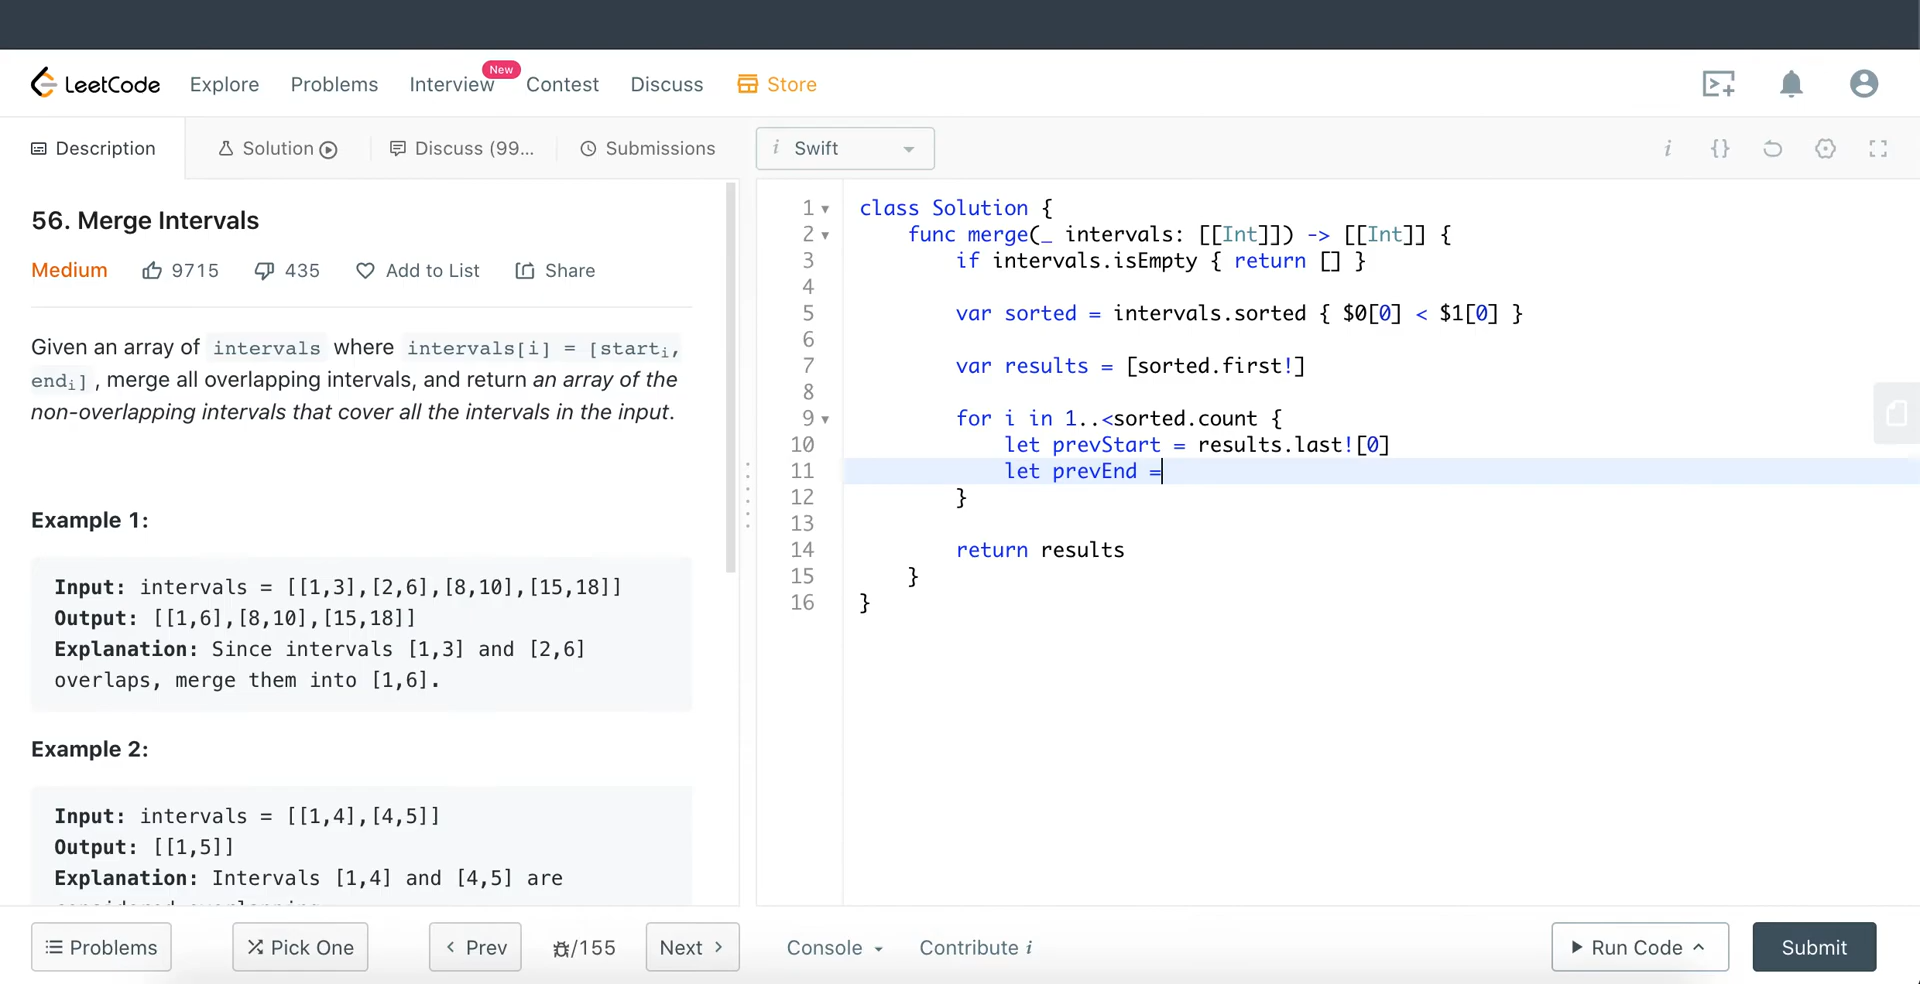 LeetCode
Explore
Problems
Interview
New
Contest
Discuss
Store
Description
Solution
Discuss (99...
Submissions
i Swift
i {}
56. Merge Intervals
Medium 9715 435 Add to List Share
Given an array of intervals where intervals[i] = [startᵢ,
endᵢ] , merge all overlapping intervals, and return an array of the
non-overlapping intervals that cover all the intervals in the input.
Example 1:
Input: intervals = [[1,3],[2,6],[8,10],[15,18]]
Output: [[1,6],[8,10],[15,18]]
Explanation: Since intervals [1,3] and [2,6]
overlaps, merge them into [1,6].
Example 2:
Input: intervals = [[1,4],[4,5]]
Output: [[1,5]]
Explanation: Intervals [1,4] and [4,5] are
1 class Solution {
2 func merge(_ intervals: [[Int]]) -> [[Int]] {
3 if intervals.isEmpty { return [] }
4
5 var sorted = intervals.sorted { $0[0] < $1[0] }
6
7 var results = [sorted.first!]
8
9 for i in 1..<sorted.count {
10 let prevStart = results.last![0]
11 let prevEnd =
12 }
13
14 return results
15 }
16 }
Problems
Pick One
Prev
/155
Next
Console
Contribute i
Run Code
Submit